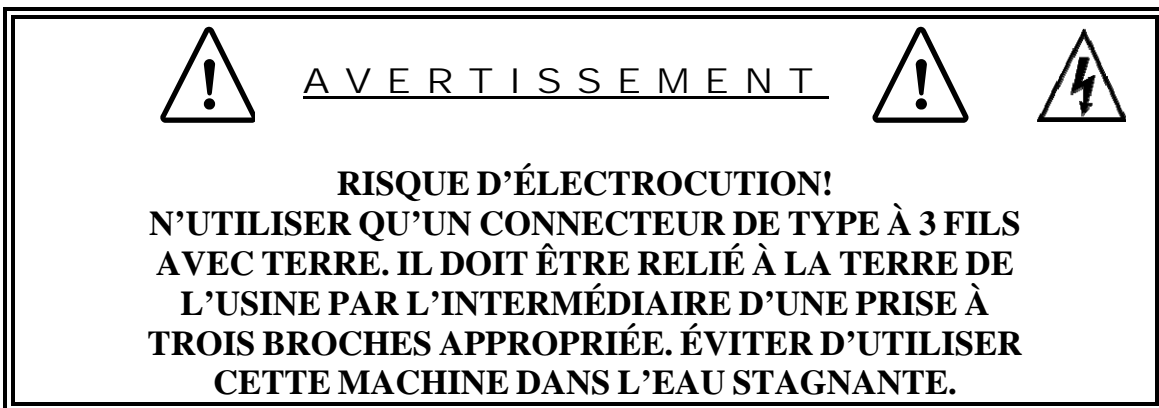 AVERTISSEMENT
RISQUE D’ÉLECTROCUTION!
N’UTILISER QU’UN CONNECTEUR DE TYPE À 3 FILS
AVEC TERRE. IL DOIT ÊTRE RELIÉ À LA TERRE DE
L’USINE PAR L’INTERMÉDIAIRE D’UNE PRISE À
TROIS BROCHES APPROPRIÉE. ÉVITER D’UTILISER
CETTE MACHINE DANS L’EAU STAGNANTE.